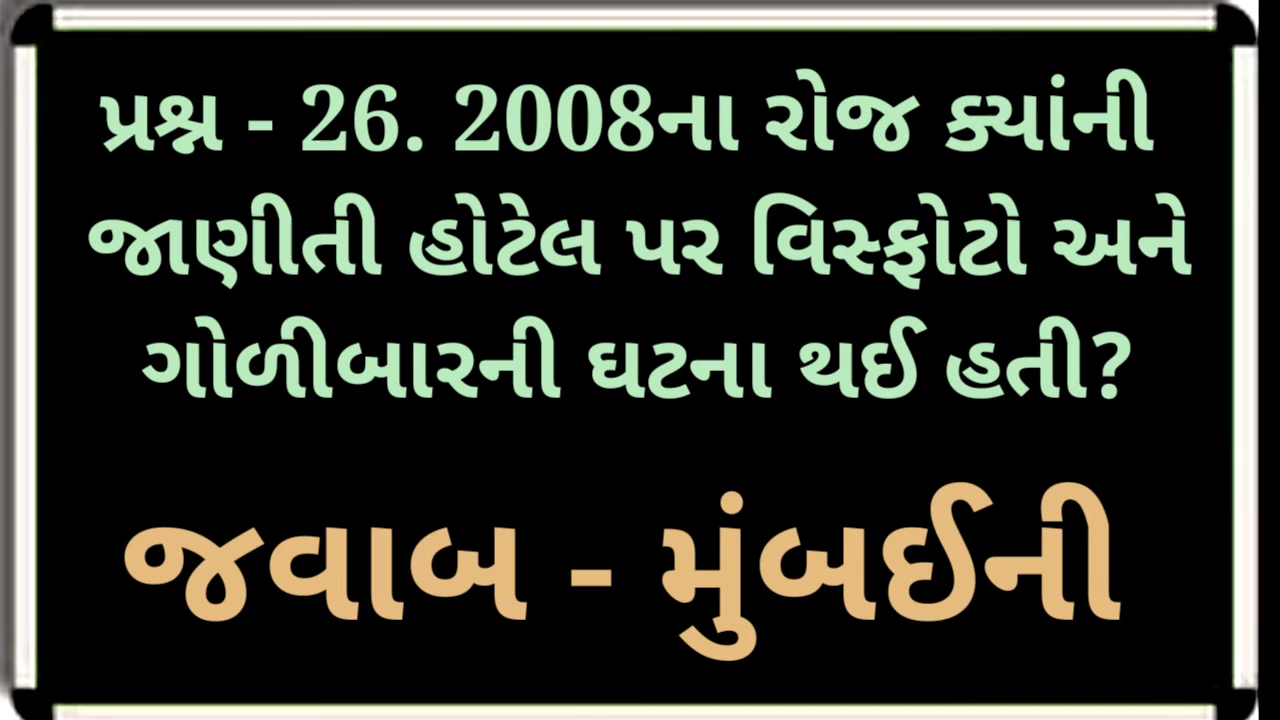 પ્રશ્ન - 26. 2008ના રોજ ક્યાંની
જાણીતી હોટેલ પર વિસ્ફોટો અને
ગોળીબારની ઘટના થઈ હતી?
જવાબ - મુંબઈની